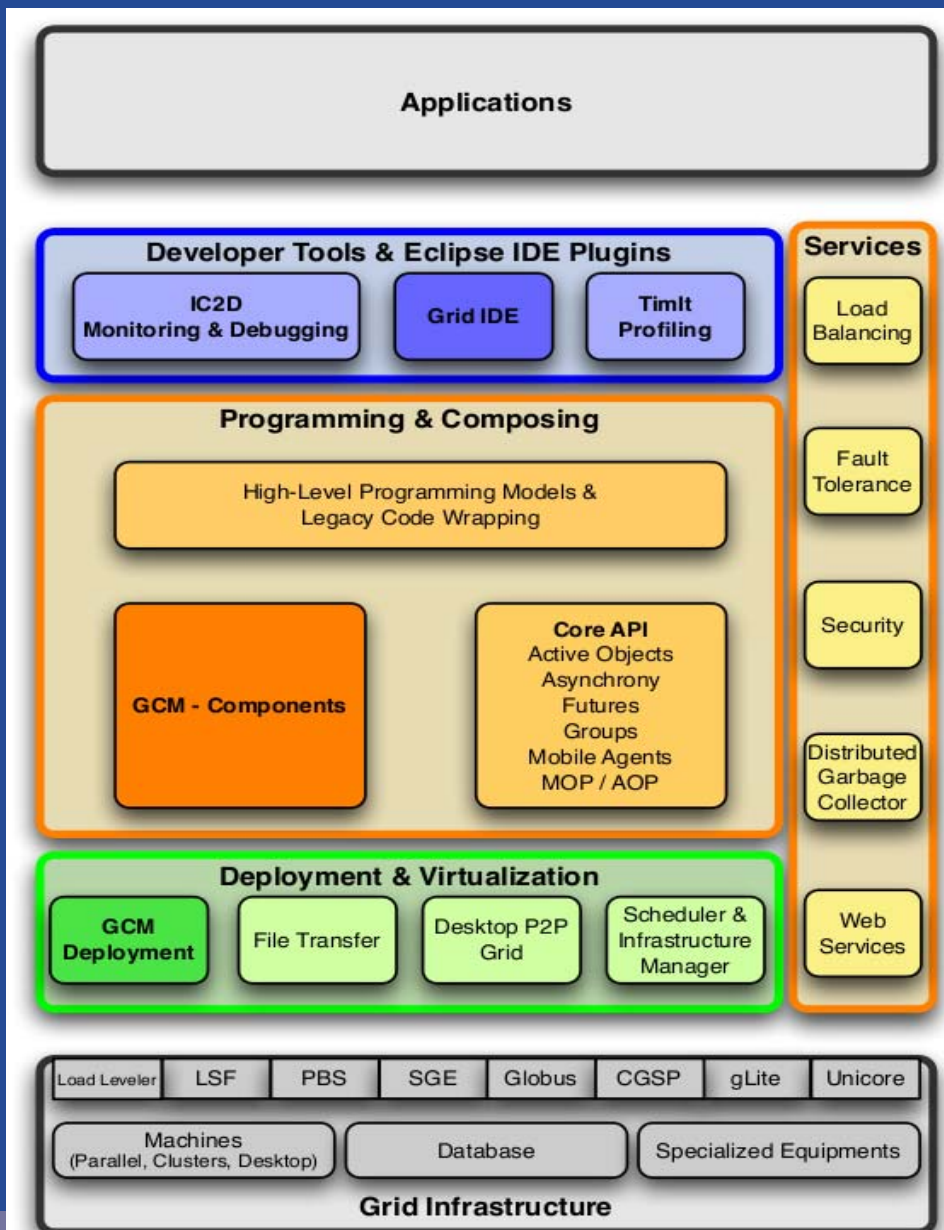 Applications
Developer Tools & Eclipse IDE Plugins
IC2D
Monitoring & Debugging
Grid IDE
TimIt
Profiling
Programming & Composing
High-Level Programming Models &
Legacy Code Wrapping
GCM - Components
Core API
Active Objects
Asynchrony
Futures
Groups
Mobile Agents
MOP / AOP
Deployment & Virtualization
GCM
Deployment
File Transfer
Desktop P2P
Grid
Scheduler &
Infrastructure
Manager
Services
Load
Balancing
Fault
Tolerance
Security
Distributed
Garbage
Collector
Web
Services
Load Leveler
LSF
PBS
SGE
Globus
CGSP
gLite
Unicore
Machines
(Parallel, Clusters, Desktop)
Database
Specialized Equipments
Grid Infrastructure